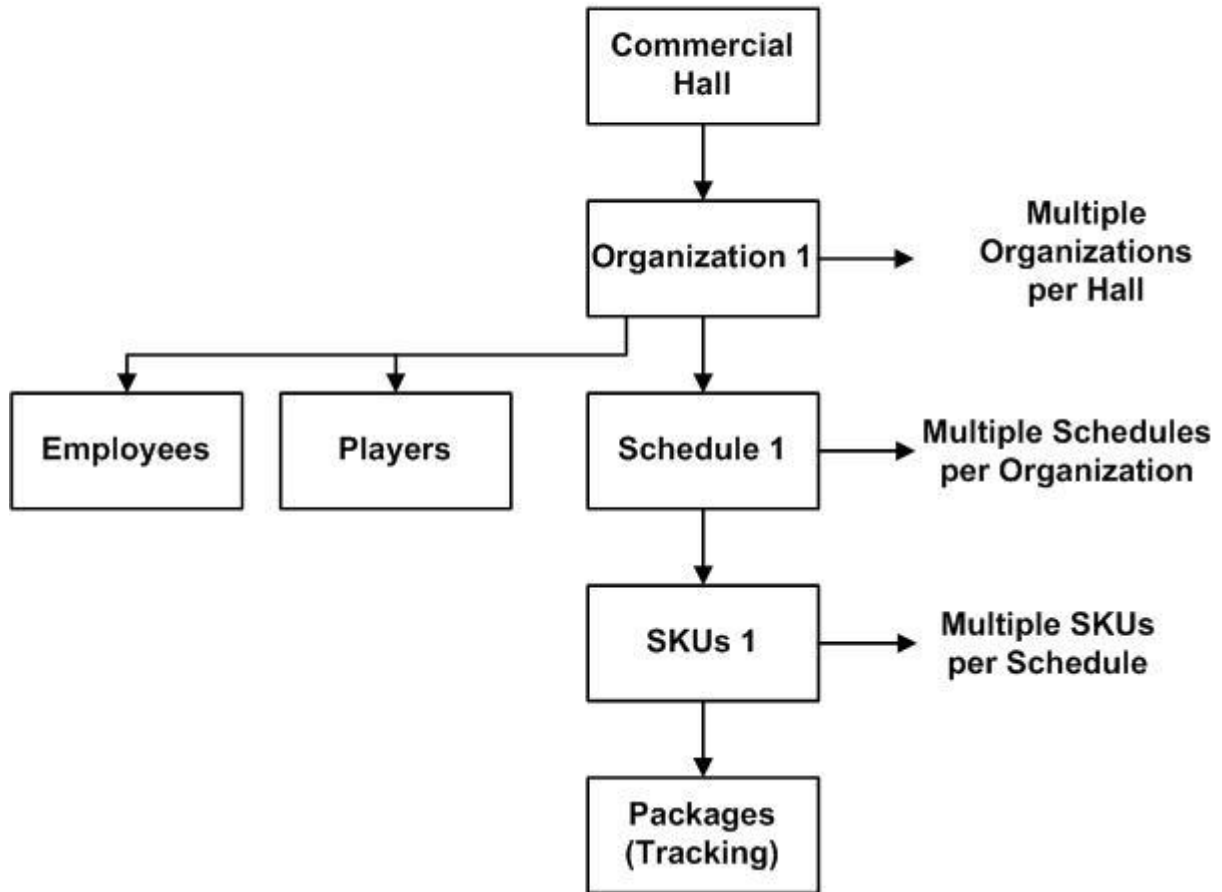 Commercial
Hall
Organization 1
Multiple
Organizations
per Hall
Employees
Players
Schedule 1
Multiple Schedules
per Organization
SKUs 1
Multiple SKUs
per Schedule
Packages
(Tracking)